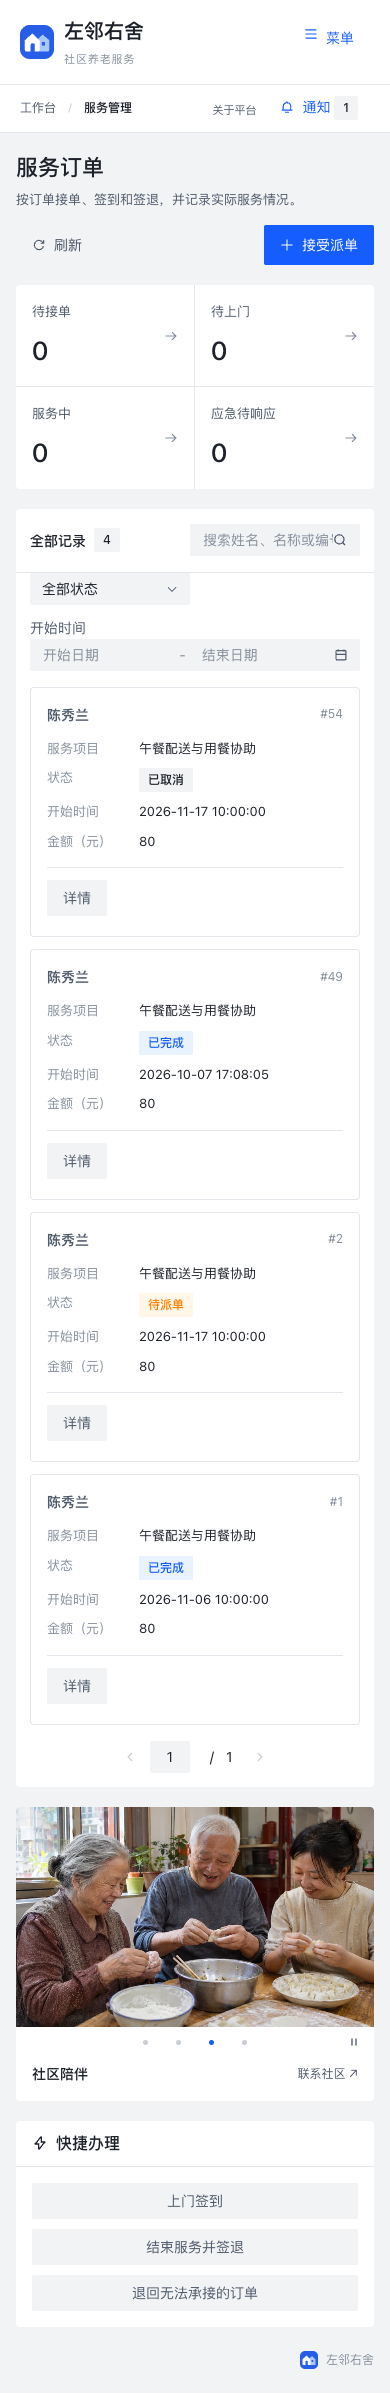 左邻右舍
社区养老服务
菜单
工作台 / 服务管理
关于平台
通知 1
服务订单
按订单接单、签到和签退，并记录实际服务情况。
刷新
接受派单
待接单
0
待上门
0
服务中
0
应急待响应
0
全部记录 4
搜索姓名、名称或编
全部状态
开始时间
开始日期 - 结束日期
陈秀兰 #54
服务项目 午餐配送与用餐协助
状态 已取消
开始时间 2026-11-17 10:00:00
金额（元） 80
详情
陈秀兰 #49
服务项目 午餐配送与用餐协助
状态 已完成
开始时间 2026-10-07 17:08:05
金额（元） 80
详情
陈秀兰 #2
服务项目 午餐配送与用餐协助
状态 待派单
开始时间 2026-11-17 10:00:00
金额（元） 80
详情
陈秀兰 #1
服务项目 午餐配送与用餐协助
状态 已完成
开始时间 2026-11-06 10:00:00
金额（元） 80
详情
1 / 1
社区陪伴
联系社区
快捷办理
上门签到
结束服务并签退
退回无法承接的订单
左邻右舍